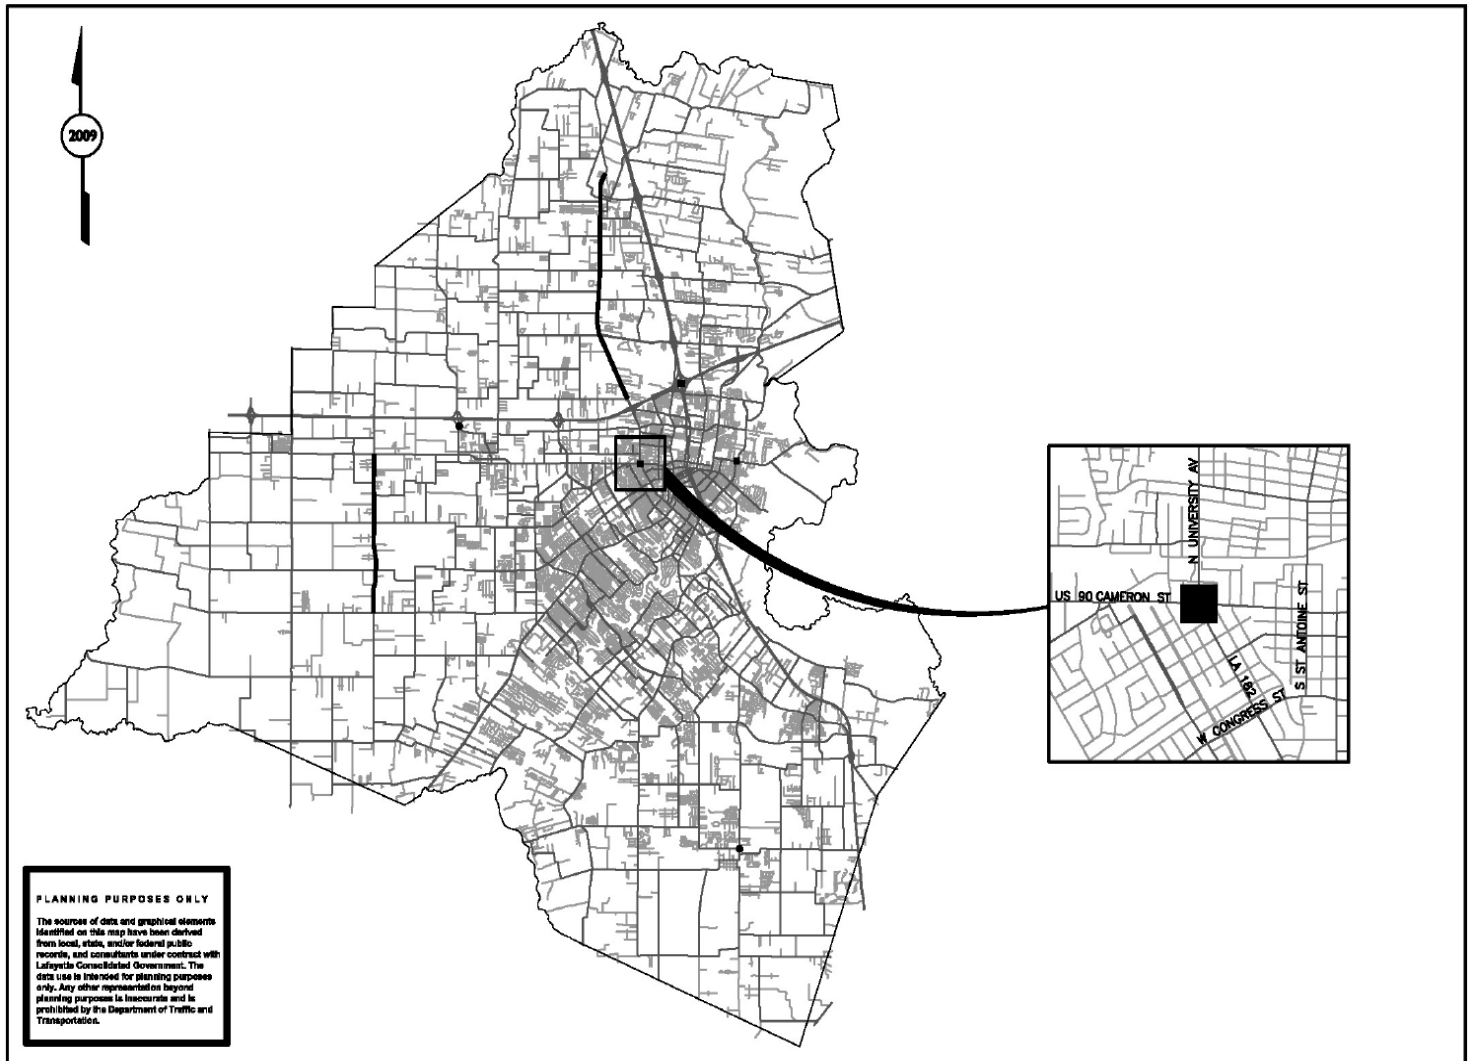 2009
N UNIVERSITY AV
US 90 CAMERON ST
S ST ANTOINE ST
LA 182
W CONGRESS ST
PLANNING PURPOSES ONLY
The sources of data and graphical elements
identified on this map have been derived
from local, state, and/or federal public
records, and consultants under contract with
Lafayette Consolidated Government. The
data use is intended for planning purposes
only. Any other representation beyond
planning purposes is inaccurate and is
prohibited by the Department of Traffic and
Transportation.